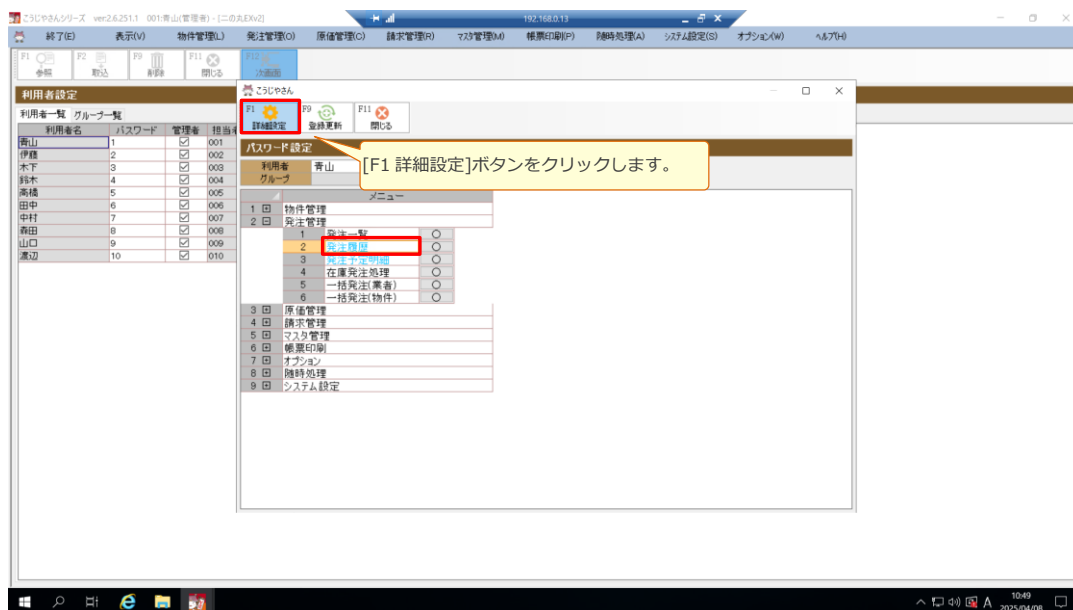 こうじやさんシリーズ ver.2.6.251.1 001:青山(管理者) - [二の丸EXv2]
192.168.0.13
終了(E) 表示(V) 物件管理(L) 発注管理(O) 原価管理(C) 請求管理(R) マスタ管理(M) 帳票印刷(P) 随時処理(A) システム設定(S) オプション(W) ヘルプ(H)
F1 F2 F9 F11 F12
参照 取込 削除 閉じる 次画面
利用者設定
利用者一覧 グループ一覧
利用者名 パスワード 管理者 担当者
青山 1 001
伊藤 2 002
木下 3 003
鈴木 4 004
高橋 5 005
田中 6 006
中村 7 007
森田 8 008
山口 9 009
渡辺 10 010
こうじやさん
F1 F9 F11
詳細設定 登録更新 閉じる
パスワード設定
利用者 青山
グループ
[F1 詳細設定]ボタンをクリックします。
メニュー
1 物件管理
2 発注管理
1 発注一覧 ○
2 発注履歴 ○
3 発注予定明細 ○
4 在庫発注処理 ○
5 一括発注(業者) ○
6 一括発注(物件) ○
3 原価管理
4 請求管理
5 マスタ管理
6 帳票印刷
7 オプション
8 随時処理
9 システム設定
A 10:49
2025/04/08